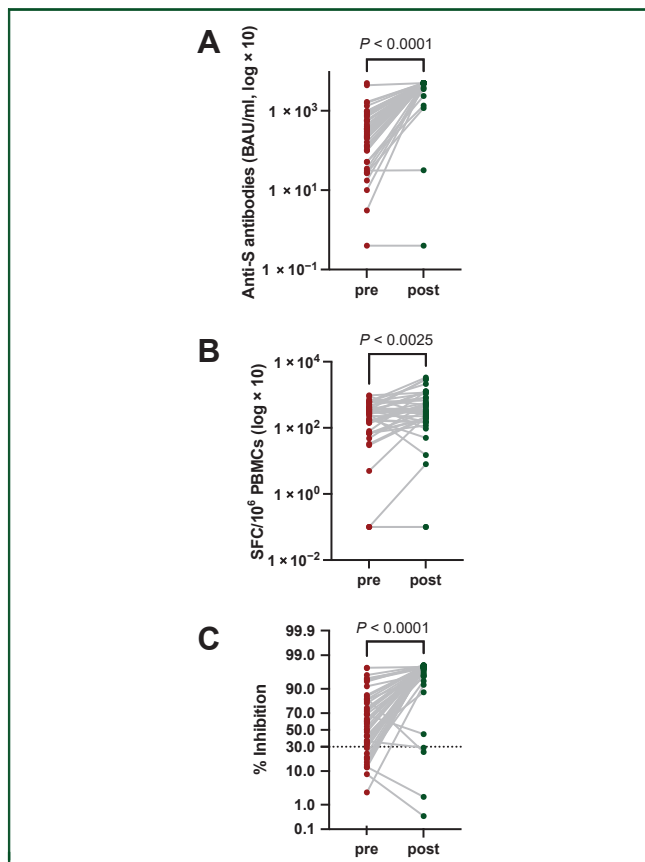 A
P < 0.0001
Anti-S antibodies (BAU/ml, log × 10)
1 × 10³
1 × 10¹
1 × 10⁻¹
pre post
B
P < 0.0025
SFC/10⁶ PBMCs (log × 10)
1 × 10⁴
1 × 10²
1 × 10⁰
1 × 10⁻²
pre post
C
P < 0.0001
% Inhibition
99.9
99.0
90.0
70.0
50.0
30.0
10.0
1.0
0.1
pre post